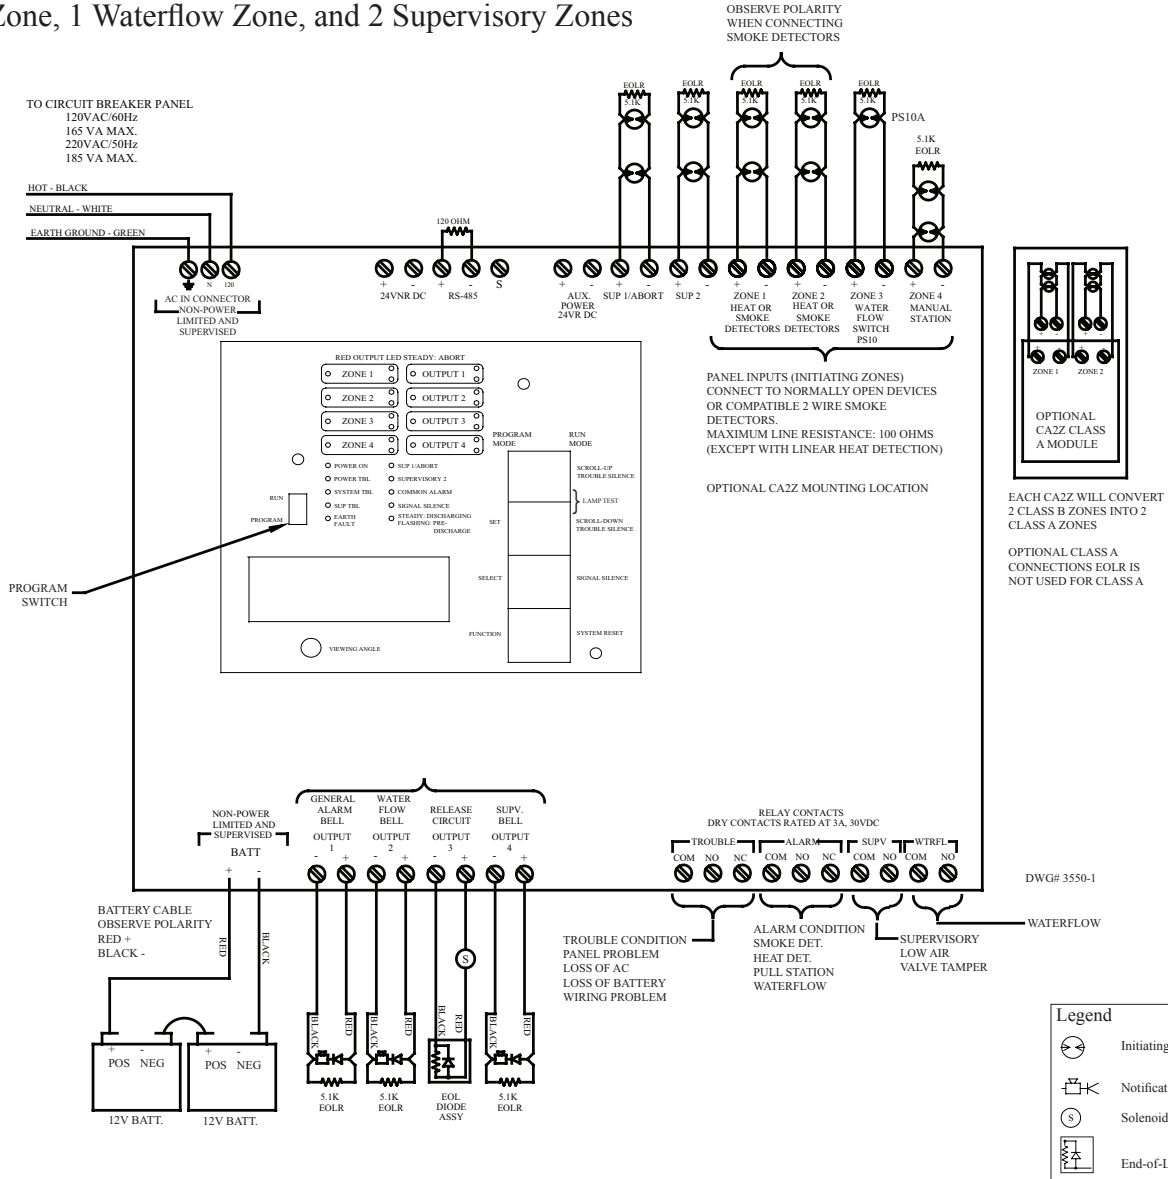 Zone, 1 Waterflow Zone, and 2 Supervisory Zones
OBSERVE POLARITY
WHEN CONNECTING
SMOKE DETECTORS
TO CIRCUIT BREAKER PANEL
120VAC/60Hz
165 VA MAX.
220VAC/50Hz
185 VA MAX.
HOT - BLACK
NEUTRAL - WHITE
EARTH GROUND - GREEN
EOLR EOLR EOLR EOLR EOLR
5.1K 5.1K 5.1K 5.1K 5.1K
PS10A
5.1K
EOLR
120 OHM
N 120
AC IN CONNECTOR
NON-POWER
LIMITED AND
SUPERVISED
+ - + - S
24VNR DC RS-485
+ - + - + - + - + - + - + -
AUX.
POWER
24VR DC
SUP 1/ABORT SUP 2
ZONE 1
HEAT OR
SMOKE
DETECTORS
ZONE 2
HEAT OR
SMOKE
DETECTORS
ZONE 3
WATER
FLOW
SWITCH
PS10
ZONE 4
MANUAL
STATION
PANEL INPUTS (INITIATING ZONES)
CONNECT TO NORMALLY OPEN DEVICES
OR COMPATIBLE 2 WIRE SMOKE
DETECTORS.
MAXIMUM LINE RESISTANCE: 100 OHMS
(EXCEPT WITH LINEAR HEAT DETECTION)
OPTIONAL CA2Z MOUNTING LOCATION
+ - + -
+ - + -
ZONE 1 ZONE 2
OPTIONAL
CA2Z CLASS
A MODULE
EACH CA2Z WILL CONVERT
2 CLASS B ZONES INTO 2
CLASS A ZONES
OPTIONAL CLASS A
CONNECTIONS EOLR IS
NOT USED FOR CLASS A
RED OUTPUT LED STEADY: ABORT
ZONE 1 OUTPUT 1
ZONE 2 OUTPUT 2
ZONE 3 OUTPUT 3
ZONE 4 OUTPUT 4
POWER ON SUP 1/ABORT
POWER TBL SUPERVISORY 2
SYSTEM TBL COMMON ALARM
SUP TBL SIGNAL SILENCE
EARTH
FAULT
STEADY: DISCHARGING
FLASHING: PRE-
DISCHARGE
RUN
PROGRAM
PROGRAM
SWITCH
PROGRAM
MODE
RUN
MODE
SCROLL-UP
TROUBLE SILENCE
LAMP TEST
SET
SCROLL-DOWN
TROUBLE SILENCE
SELECT SIGNAL SILENCE
FUNCTION SYSTEM RESET
VIEWING ANGLE
NON-POWER
LIMITED AND
SUPERVISED
BATT
+ -
GENERAL
ALARM
BELL
OUTPUT
1
- +
WATER
FLOW
BELL
OUTPUT
2
- +
RELEASE
CIRCUIT
OUTPUT
3
- +
SUPV.
BELL
OUTPUT
4
- +
RELAY CONTACTS
DRY CONTACTS RATED AT 3A, 30VDC
TROUBLE ALARM SUPV WTRFL
COM NO NC COM NO NC COM NO COM NO
DWG# 3550-1
BATTERY CABLE
OBSERVE POLARITY
RED +
BLACK -
RED
BLACK
+ - + -
POS NEG POS NEG
12V BATT. 12V BATT.
S
BLACK RED BLACK RED BLACK RED BLACK RED
5.1K
EOLR
5.1K
EOLR
EOL
DIODE
ASSY
5.1K
EOLR
TROUBLE CONDITION
PANEL PROBLEM
LOSS OF AC
LOSS OF BATTERY
WIRING PROBLEM
ALARM CONDITION
SMOKE DET.
HEAT DET.
PULL STATION
WATERFLOW
SUPERVISORY
LOW AIR
VALVE TAMPER
WATERFLOW
Legend
Initiating
Notificat
S Solenoid
End-of-L